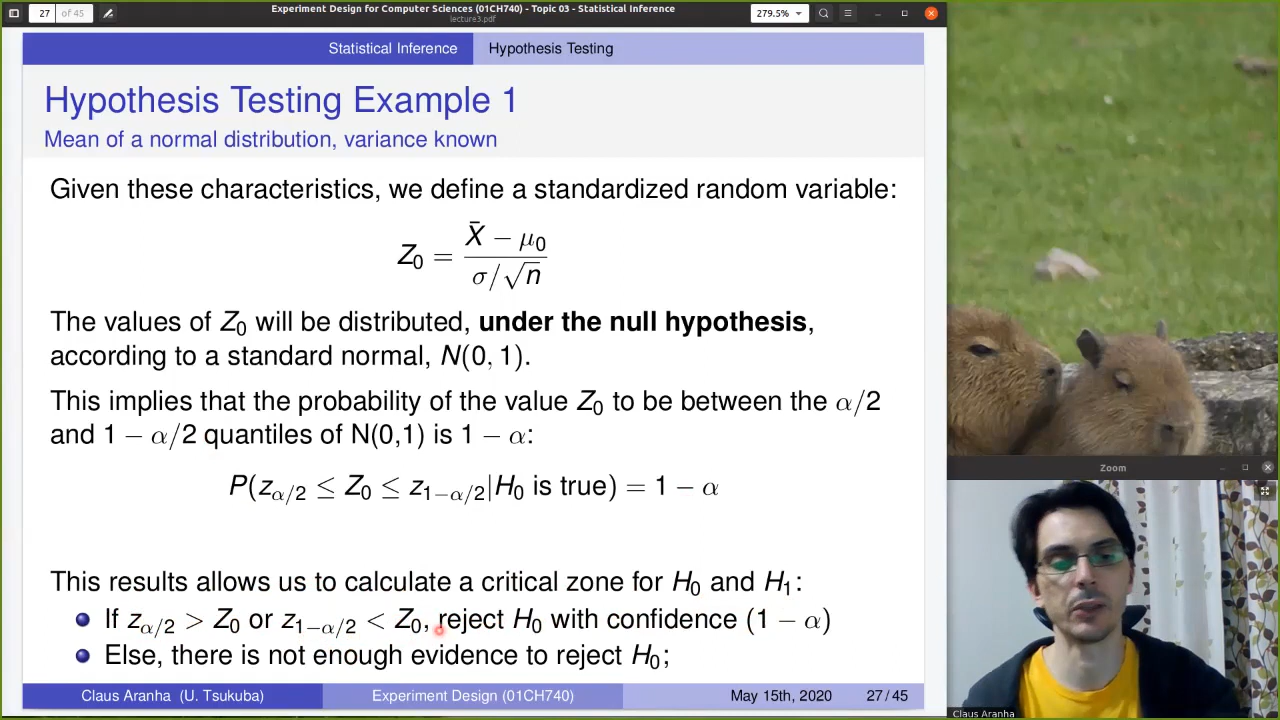 27 of 45
Experiment Design for Computer Sciences (01CH740) - Topic 03 - Statistical Inference
lecture3.pdf
279.5%
Statistical Inference Hypothesis Testing
Hypothesis Testing Example 1
Mean of a normal distribution, variance known
Given these characteristics, we define a standardized random variable:
Z₀ = (X̄ − μ₀) / (σ/√n)
The values of Z₀ will be distributed, under the null hypothesis,
according to a standard normal, N(0, 1).
This implies that the probability of the value Z₀ to be between the α/2
and 1 − α/2 quantiles of N(0,1) is 1 − α:
P(z_{α/2} ≤ Z₀ ≤ z_{1−α/2}|H₀ is true) = 1 − α
This results allows us to calculate a critical zone for H₀ and H₁:
If z_{α/2} > Z₀ or z_{1−α/2} < Z₀, reject H₀ with confidence (1 − α)
Else, there is not enough evidence to reject H₀;
Claus Aranha (U. Tsukuba) Experiment Design (01CH740) May 15th, 2020 27 / 45
Zoom
Claus Aranha